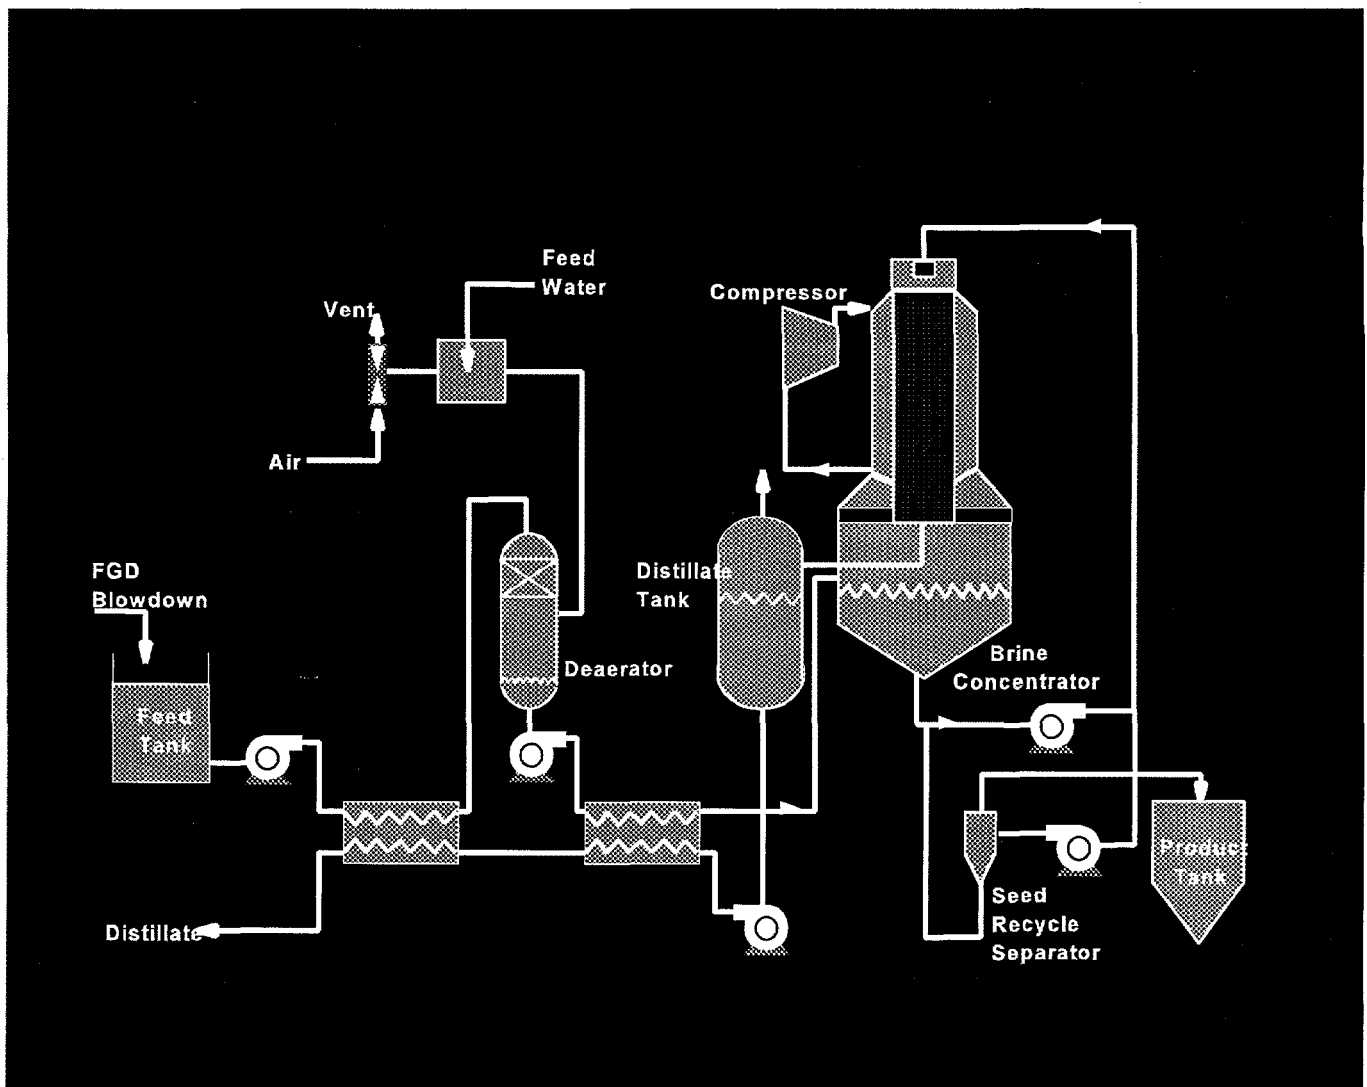 Feed
Water
Vent
Compressor
Air
FGD
Blowdown
Distillate
Tank
Deaerator
Brine
Concentrator
Feed
Tank
Product
Tank
Seed
Recycle
Separator
Distillate